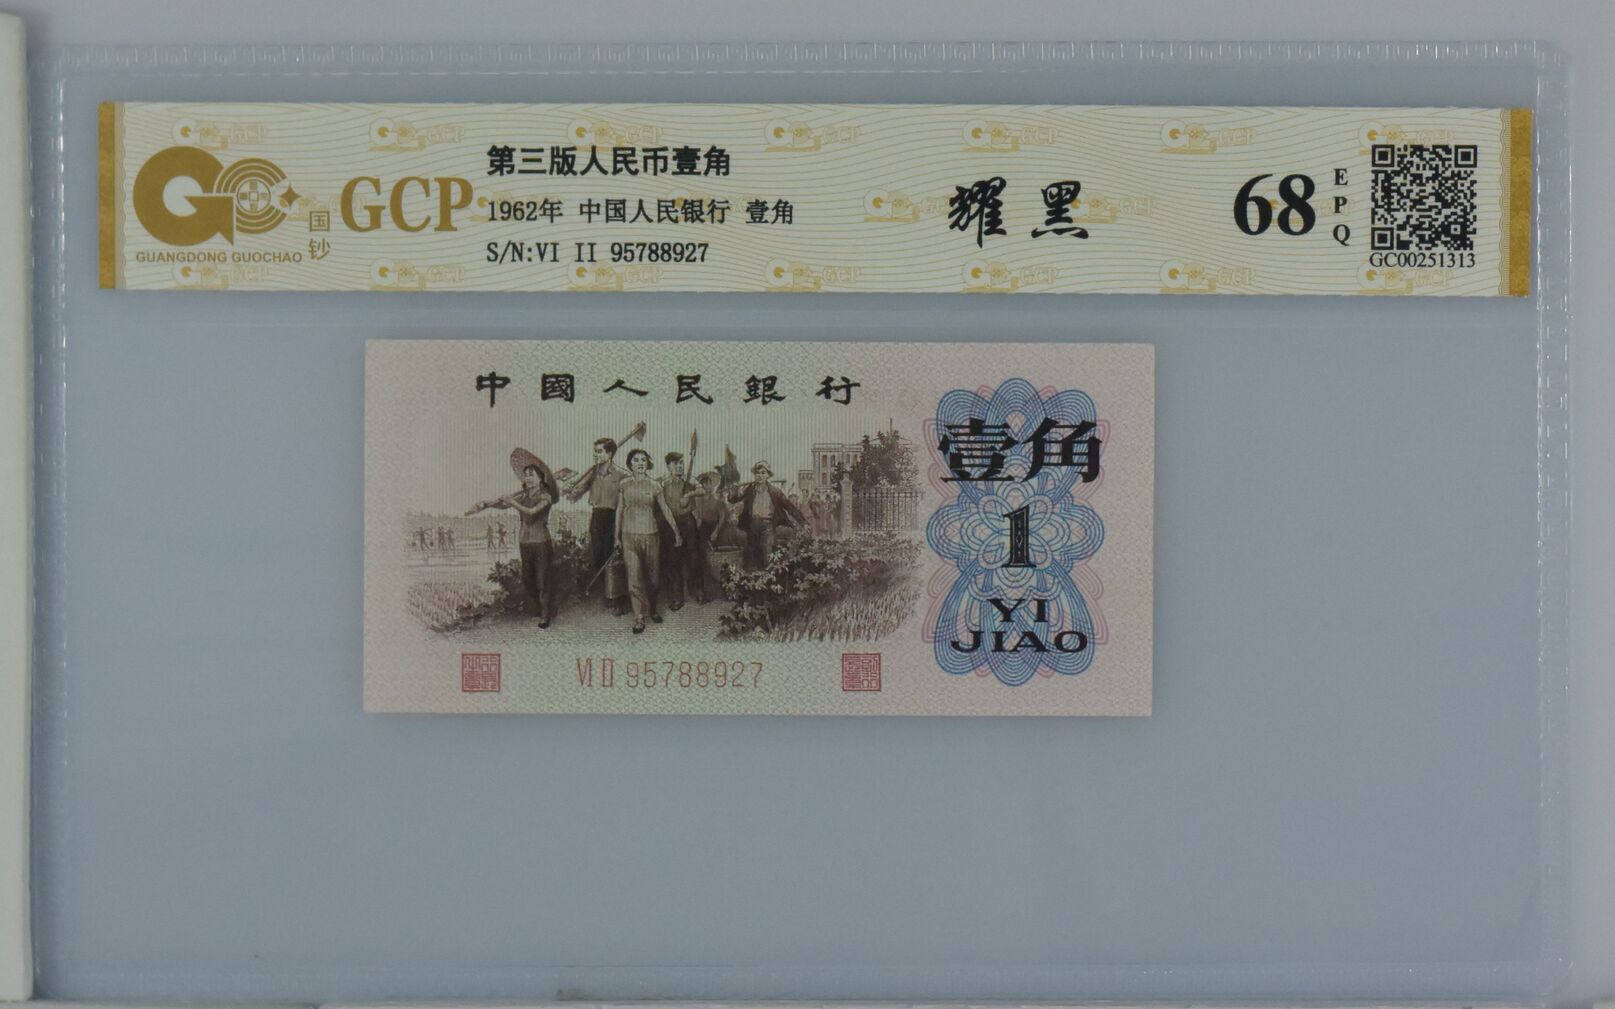 GCP
国钞
GUANGDONG GUOCHAO
第三版人民币壹角
1962年 中国人民银行 壹角
S/N:VI II 95788927
耀黑
68
EPQ
GC00251313
中國人民銀行
壹角
1
YI
JIAO
VI II 95788927